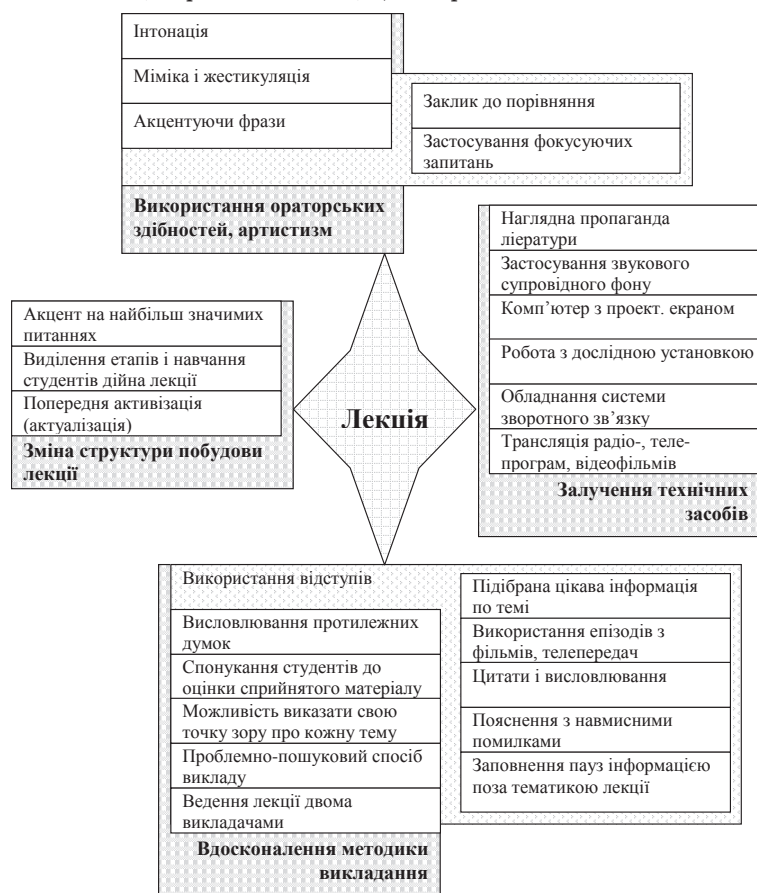 Інтонація
Міміка і жестикуляція
Акцентуючи фрази
Заклик до порівняння
Застосування фокусуючих
запитань
Використання ораторських
здібностей, артистизм
Наглядна пропаганда
ліература
Застосування звукового
супровідного фону
Комп’ютер з проект. екраном
Робота з дослідною установкою
Обладнання системи
зворотного зв’язку
Трансляція радіо-, теле-
програм, відеофільмів
Залучення технічних
засобів
Акцент на найбільш значимих
питаннях
Виділення етапів і навчання
студентів дійна лекції
Попередня активізація
(актуалізація)
Зміна структури побудови
лекції
Лекція
Використання відступів
Висловлювання протилежних
думок
Спонукання студентів до
оцінки сприйнятого матеріалу
Можливість виказати свою
точку зору про кожну тему
Проблемно-пошуковий спосіб
викладу
Ведення лекції двома
викладачами
Вдосконалення методики
викладання
Підібрана цікава інформація
по темі
Використання епізодів з
фільмів, телепередач
Цитати і висловлювання
Пояснення з навмисними
помилками
Заповнення пауз інформацією
поза тематикою лекції